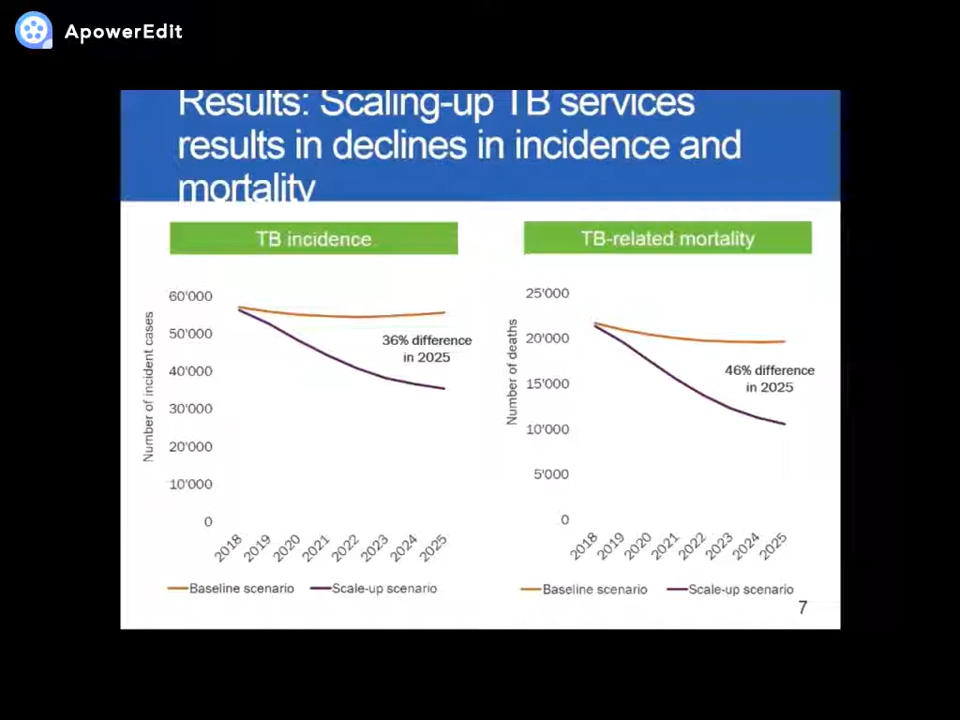 ApowerEdit
Results: Scaling-up TB services
results in declines in incidence and
mortality
TB incidence
Number of incident cases
60'000
50'000
40'000
30'000
20'000
10'000
0
36% difference
in 2025
2018
2019
2020
2021
2022
2023
2024
2025
Baseline scenario
Scale-up scenario
TB-related mortality
Number of deaths
25'000
20'000
15'000
10'000
5'000
0
46% difference
in 2025
2018
2019
2020
2021
2022
2023
2024
2025
Baseline scenario
Scale-up scenario
7